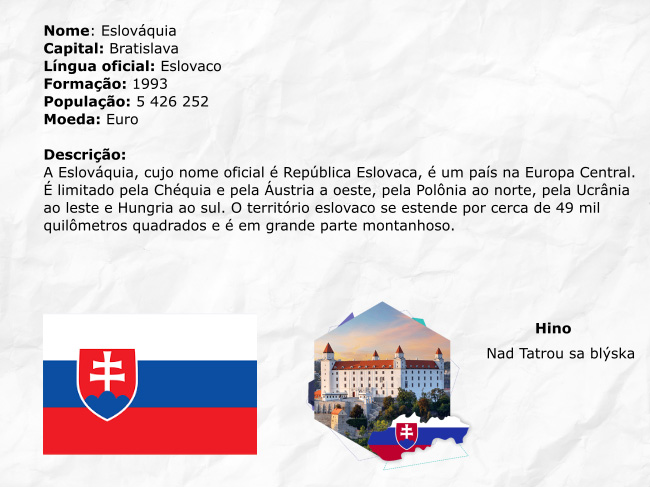 Nome: Eslováquia
Capital: Bratislava
Língua oficial: Eslovaco
Formação: 1993
População: 5 426 252
Moeda: Euro
Descrição:
A Eslováquia, cujo nome oficial é República Eslovaca, é um país na Europa Central.
É limitado pela Chéquia e pela Áustria a oeste, pela Polônia ao norte, pela Ucrânia
ao leste e Hungria ao sul. O território eslovaco se estende por cerca de 49 mil
quilômetros quadrados e é em grande parte montanhoso.
Hino
Nad Tatrou sa blýska